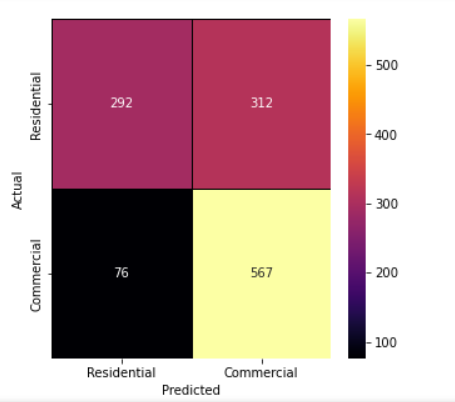 Actual
Residential
Commercial
292
312
76
567
Residential
Commercial
Predicted
500
400
300
200
100